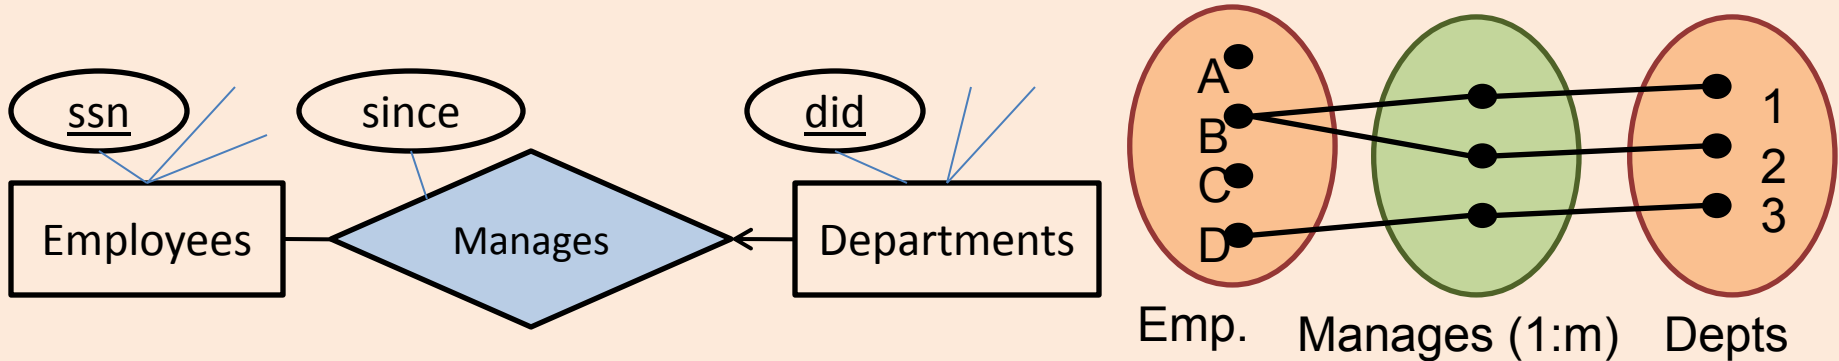 ssn
since
did
Employees
Manages
Departments
A
B
C
D
1
2
3
Emp.
Manages (1:m)
Depts